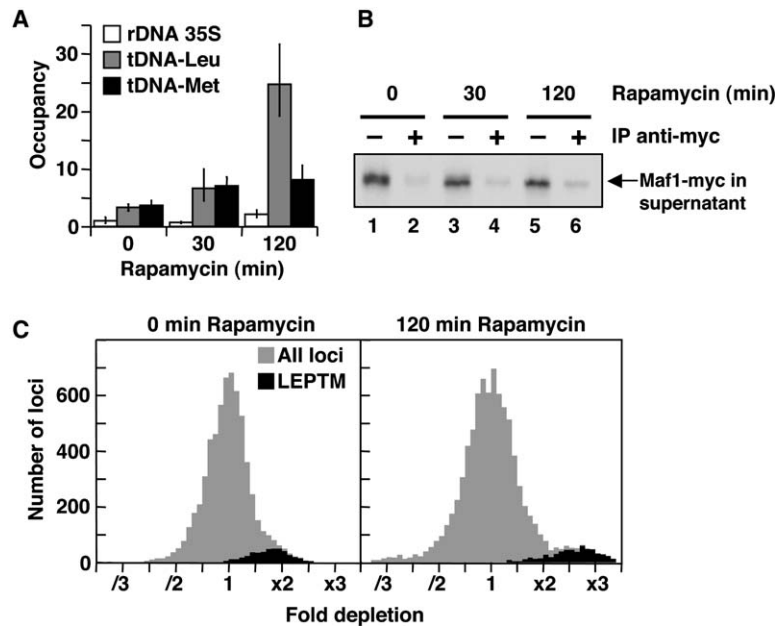 A
rDNA 35S
tDNA-Leu
tDNA-Met
30
20
10
0
Occupancy
0 30 120
Rapamycin (min)
B
0 30 120 Rapamycin (min)
– + – + – + IP anti-myc
Maf1-myc in
supernatant
1 2 3 4 5 6
C
0 min Rapamycin 120 min Rapamycin
All loci
LEPTM
600
400
200
0
Number of loci
/3 /2 1 x2 x3 /3 /2 1 x2 x3
Fold depletion